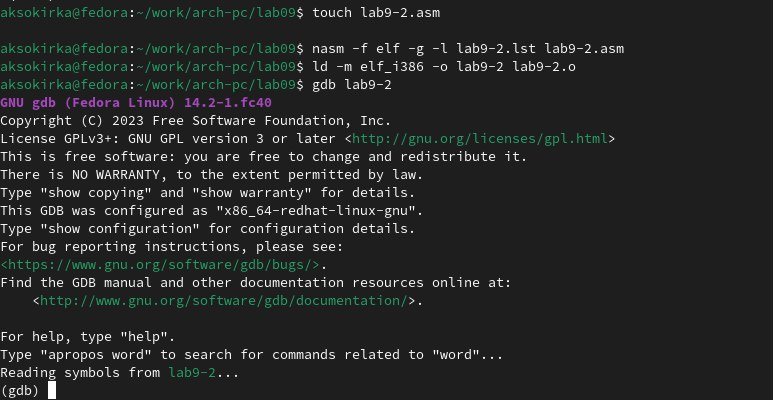 aksokirka@fedora:~/work/arch-pc/lab09$ touch lab9-2.asm
aksokirka@fedora:~/work/arch-pc/lab09$ nasm -f elf -g -l lab9-2.lst lab9-2.asm
aksokirka@fedora:~/work/arch-pc/lab09$ ld -m elf_i386 -o lab9-2 lab9-2.o
aksokirka@fedora:~/work/arch-pc/lab09$ gdb lab9-2
GNU gdb (Fedora Linux) 14.2-1.fc40
Copyright (C) 2023 Free Software Foundation, Inc.
License GPLv3+: GNU GPL version 3 or later <http://gnu.org/licenses/gpl.html>
This is free software: you are free to change and redistribute it.
There is NO WARRANTY, to the extent permitted by law.
Type "show copying" and "show warranty" for details.
This GDB was configured as "x86_64-redhat-linux-gnu".
Type "show configuration" for configuration details.
For bug reporting instructions, please see:
<https://www.gnu.org/software/gdb/bugs/>.
Find the GDB manual and other documentation resources online at:
    <http://www.gnu.org/software/gdb/documentation/>.
For help, type "help".
Type "apropos word" to search for commands related to "word"...
Reading symbols from lab9-2...
(gdb)